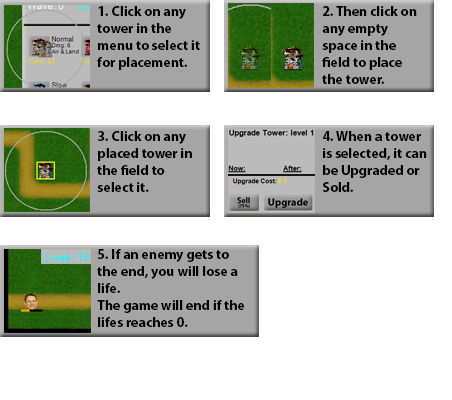 Wave: 0
Normal
Dmg: 6
Air & Land
Slow
1. Click on any
tower in the
menu to select it
for placement.
2. Then click on
any empty
space in the
field to place
the tower.
3. Click on any
placed tower in
the field to
select it.
Upgrade Tower: level 1
Now: After:
Upgrade Cost:
Sell
(75%)
Upgrade
4. When a tower
is selected, it can
be Upgraded or
Sold.
5. If an enemy gets to
the end, you will lose a
life.
The game will end if the
lifes reaches 0.